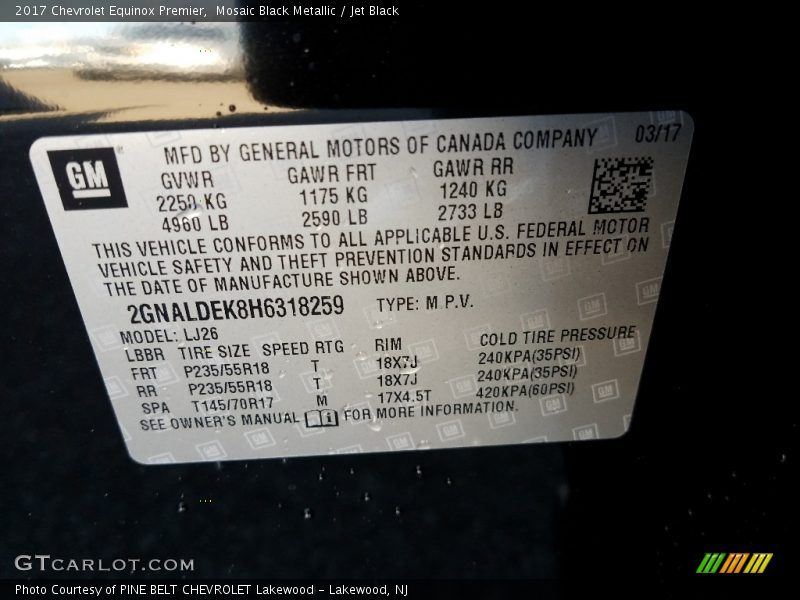 2017 Chevrolet Equinox Premier, Mosaic Black Metallic / Jet Black
GM
MFD BY GENERAL MOTORS OF CANADA COMPANY 03/17
GVWR GAWR FRT GAWR RR
2250 KG 1175 KG 1240 KG
4960 LB 2590 LB 2733 LB
THIS VEHICLE CONFORMS TO ALL APPLICABLE U.S. FEDERAL MOTOR
VEHICLE SAFETY AND THEFT PREVENTION STANDARDS IN EFFECT ON
THE DATE OF MANUFACTURE SHOWN ABOVE.
2GNALDEK8H6318259 TYPE: M.P.V.
MODEL: LJ26
LBBR TIRE SIZE SPEED RTG RIM COLD TIRE PRESSURE
FRT P235/55R18 T 18X7J 240KPA(35PSI)
RR P235/55R18 T 18X7J 240KPA(35PSI)
SPA T145/70R17 M 17X4.5T 420KPA(60PSI)
SEE OWNER'S MANUAL FOR MORE INFORMATION.
GTCARLOT.COM
Photo Courtesy of PINE BELT CHEVROLET Lakewood - Lakewood, NJ